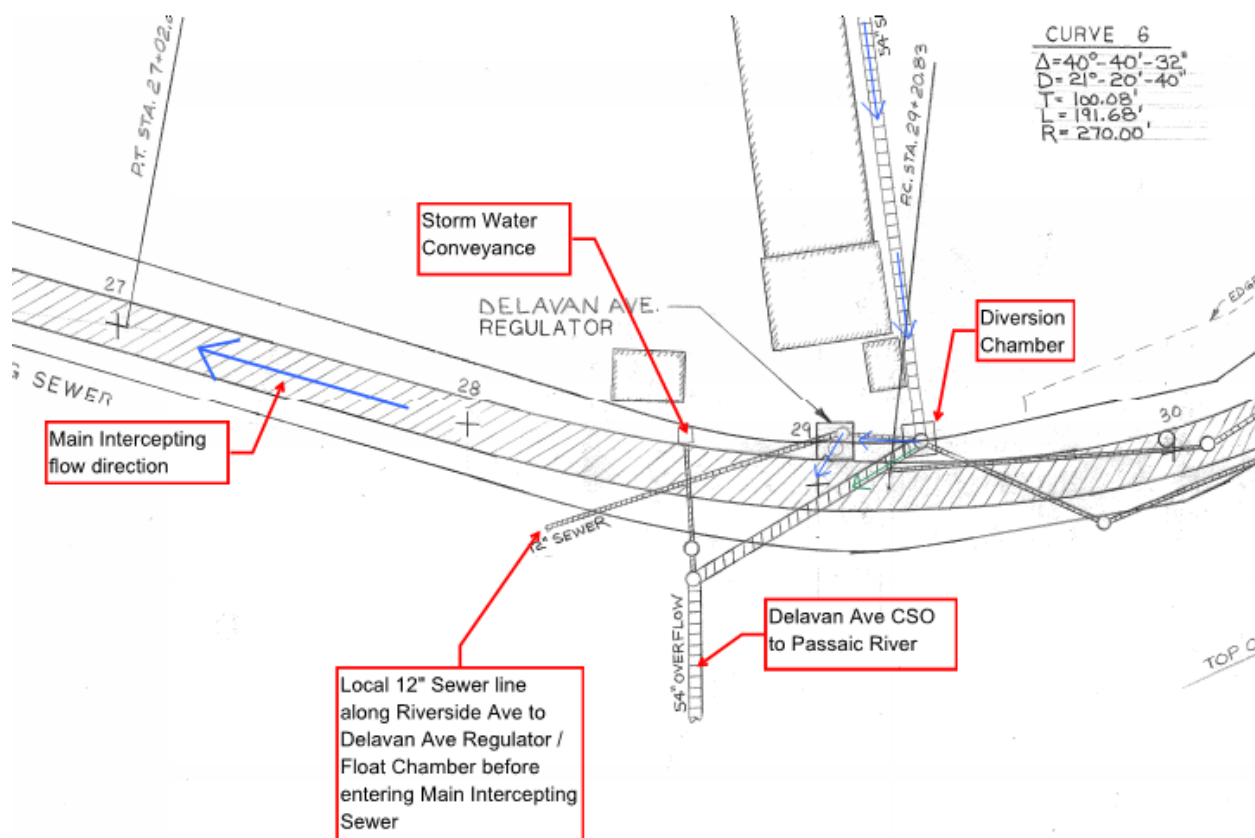 54" S
CURVE 6
Δ=40°-40'-32"
D=21°-20'-40"
T= 100.08'
L= 191.68'
R= 270.00'
P.T. STA. 27+02.
P.C. STA. 29+20.83
Storm Water
Conveyance
27
DELAVAN AVE.
REGULATOR
Diversion
Chamber
EDGE
28
29
30
G SEWER
Main Intercepting
flow direction
12" SEWER
54" OVERFLOW
Delavan Ave CSO
to Passaic River
TOP
Local 12" Sewer line
along Riverside Ave to
Delavan Ave Regulator /
Float Chamber before
entering Main Intercepting
Sewer